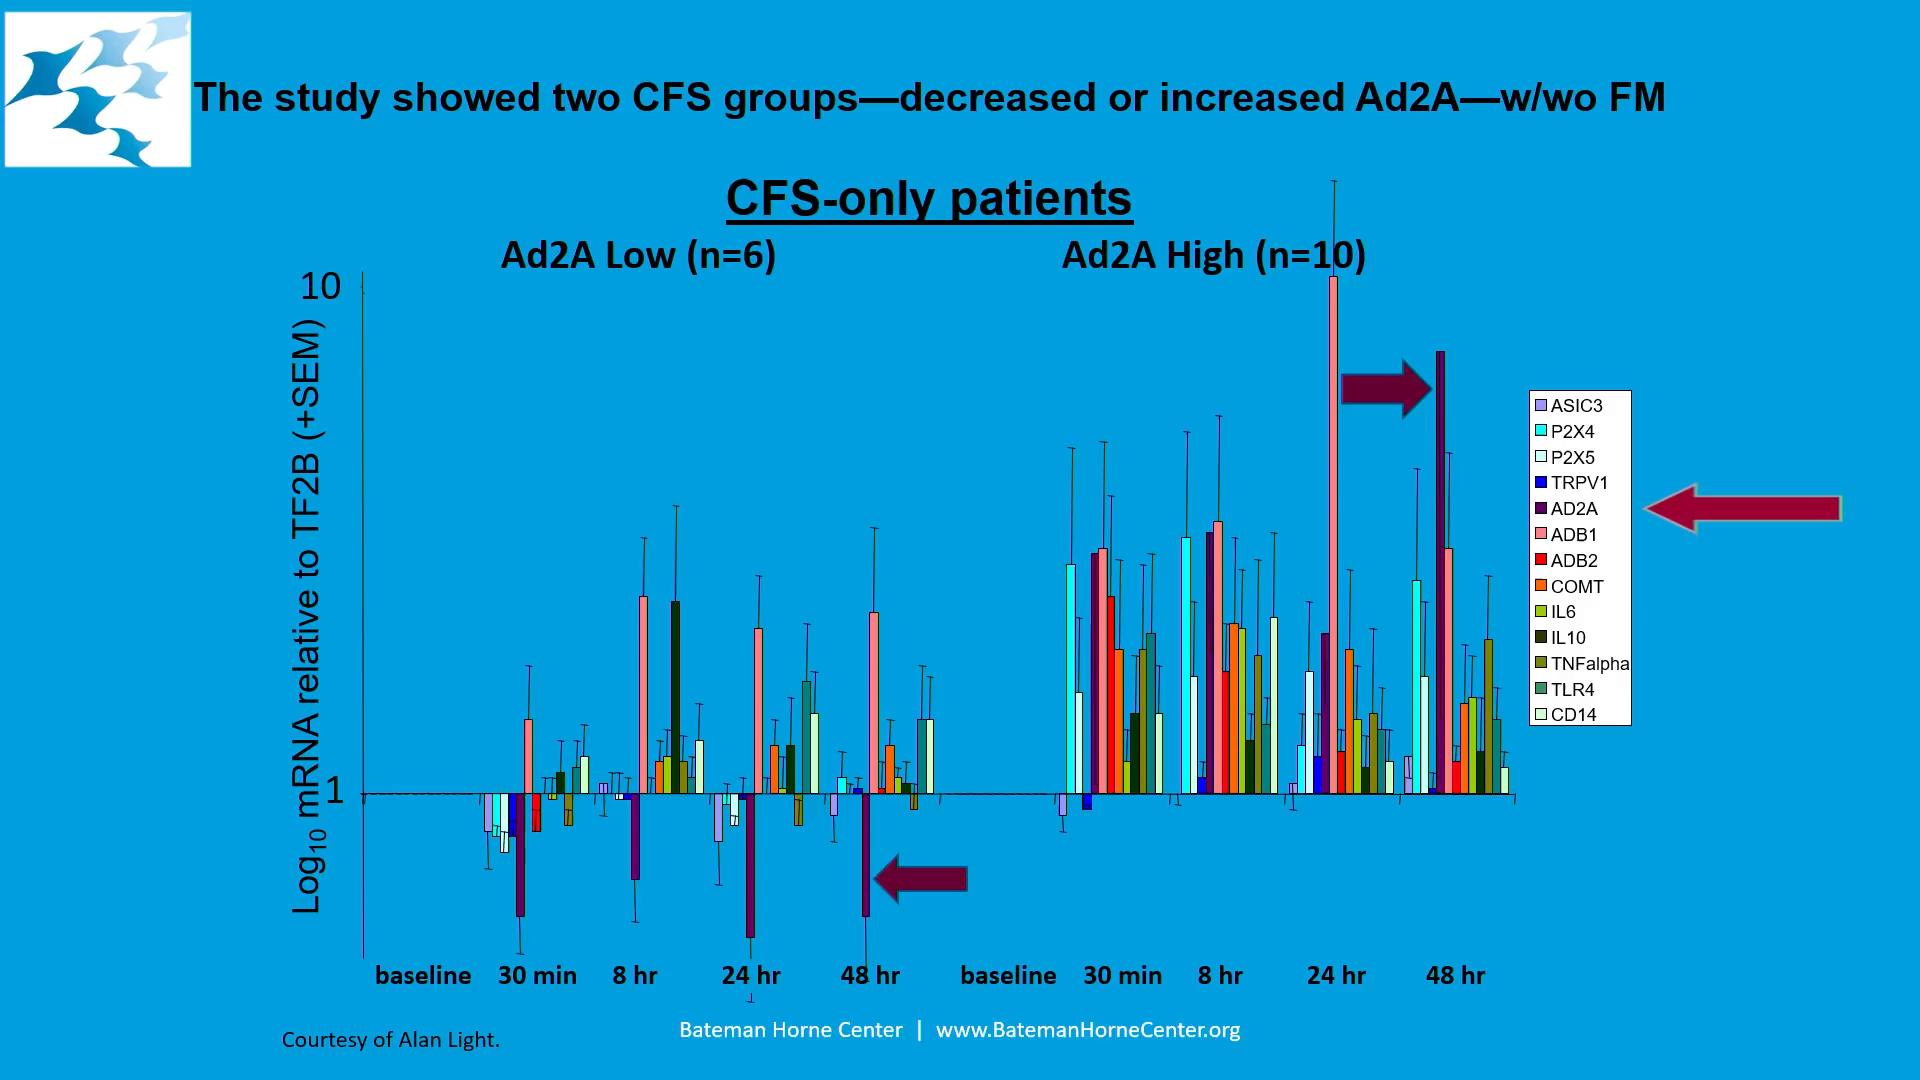 The study showed two CFS groups—decreased or increased Ad2A—w/wo FM
CFS-only patients
Ad2A Low (n=6)
Ad2A High (n=10)
10
1
Log10 mRNA relative to TF2B (+SEM)
ASIC3
P2X4
P2X5
TRPV1
AD2A
ADB1
ADB2
COMT
IL6
IL10
TNFalpha
TLR4
CD14
baseline 30 min 8 hr 24 hr 48 hr baseline 30 min 8 hr 24 hr 48 hr
Courtesy of Alan Light.
Bateman Horne Center | www.BatemanHorneCenter.org